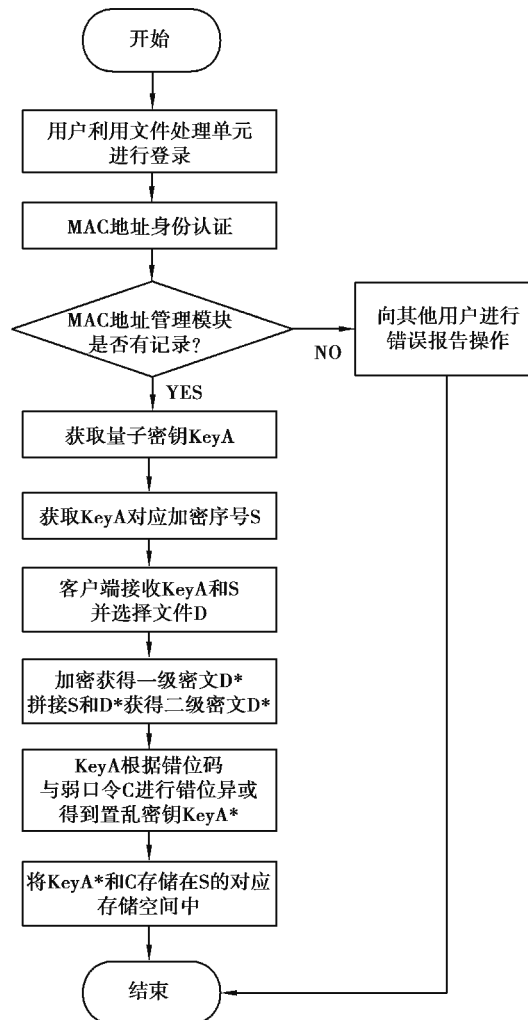 开始
用户利用文件处理单元
进行登录
MAC地址身份认证
MAC地址管理模块
是否有记录?
NO
向其他用户进行
错误报告操作
YES
获取量子密钥KeyA
获取KeyA对应加密序号S
客户端接收KeyA和S
并选择文件D
加密获得一级密文D*
拼接S和D*获得二级密文D*
KeyA根据错位码
与弱口令C进行错位异或
得到置乱密钥KeyA*
将KeyA*和C存储在S的对应
存储空间中
结束